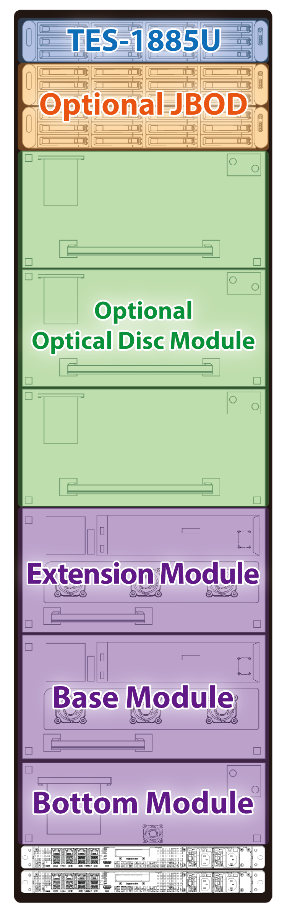 TES-1885U
Optional JBOD
Optional
Optical Disc Module
Extension Module
Base Module
Bottom Module